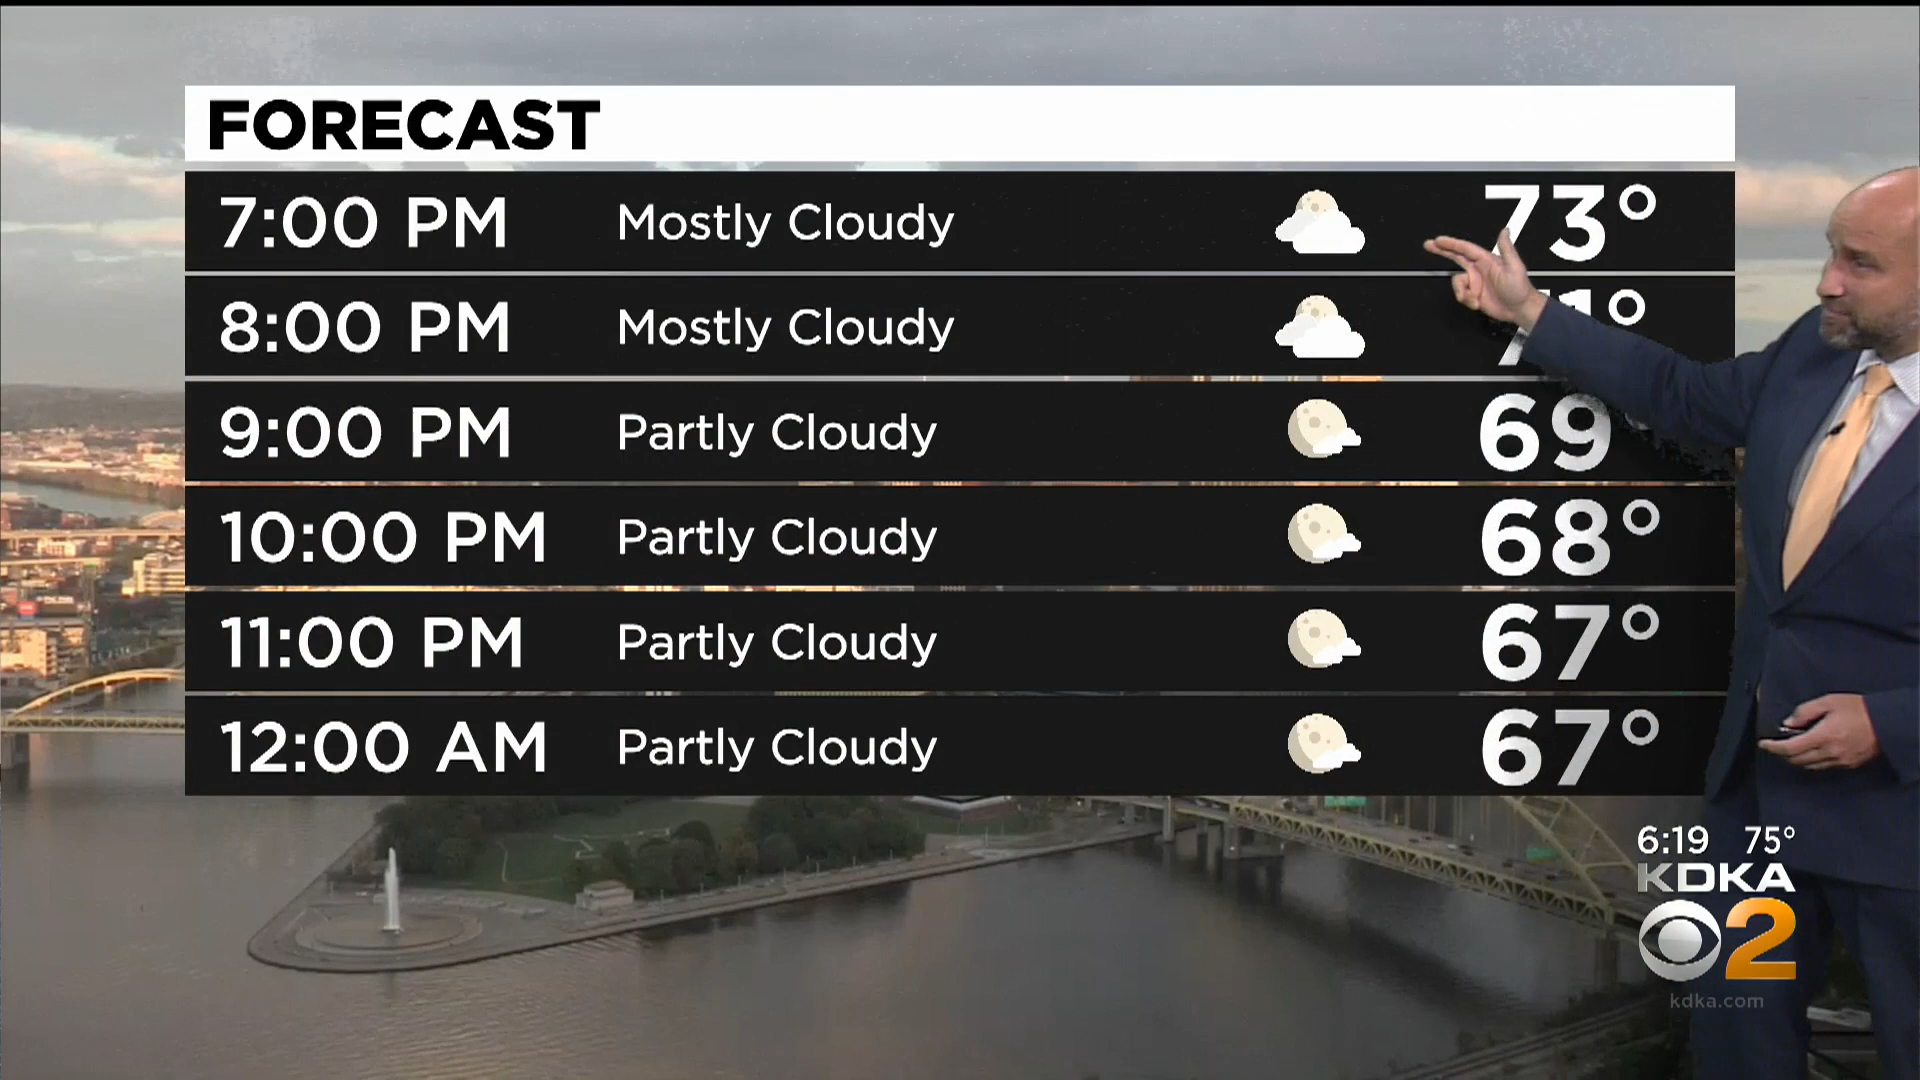 FORECAST
7:00 PM Mostly Cloudy 73°
8:00 PM Mostly Cloudy 71°
9:00 PM Partly Cloudy 69°
10:00 PM Partly Cloudy 68°
11:00 PM Partly Cloudy 67°
12:00 AM Partly Cloudy 67°
6:19 75°
KDKA
2
kdka.com